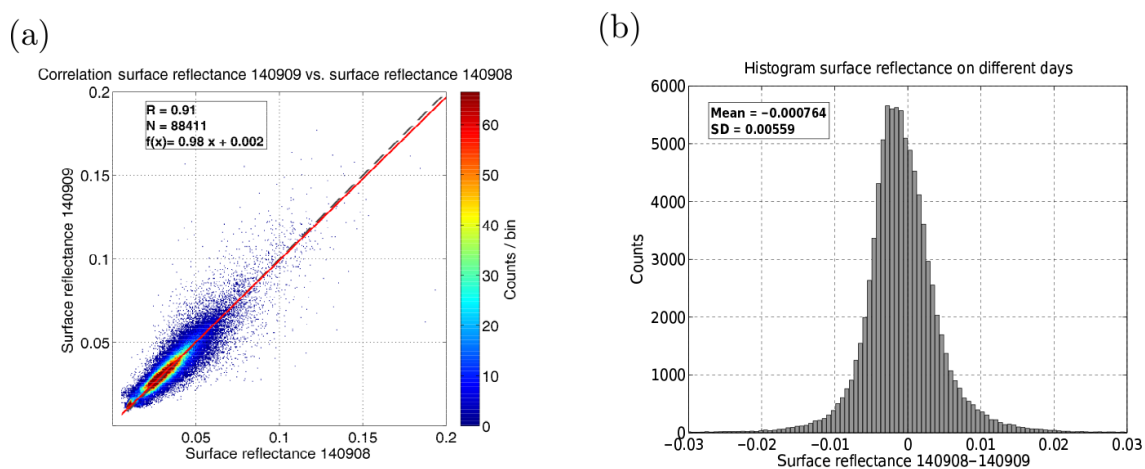 (a)
Correlation surface reflectance 140909 vs. surface reflectance 140908
R = 0.91
N = 88411
f(x)= 0.98 x + 0.002
Surface reflectance 140909
0.2
0.15
0.1
0.05
0.05
0.1
0.15
0.2
Surface reflectance 140908
60
50
40
30
20
10
0
Counts / bin
(b)
Histogram surface reflectance on different days
Mean = −0.000764
SD = 0.00559
Counts
6000
5000
4000
3000
2000
1000
0
−0.03
−0.02
−0.01
0
0.01
0.02
0.03
Surface reflectance 140908−140909